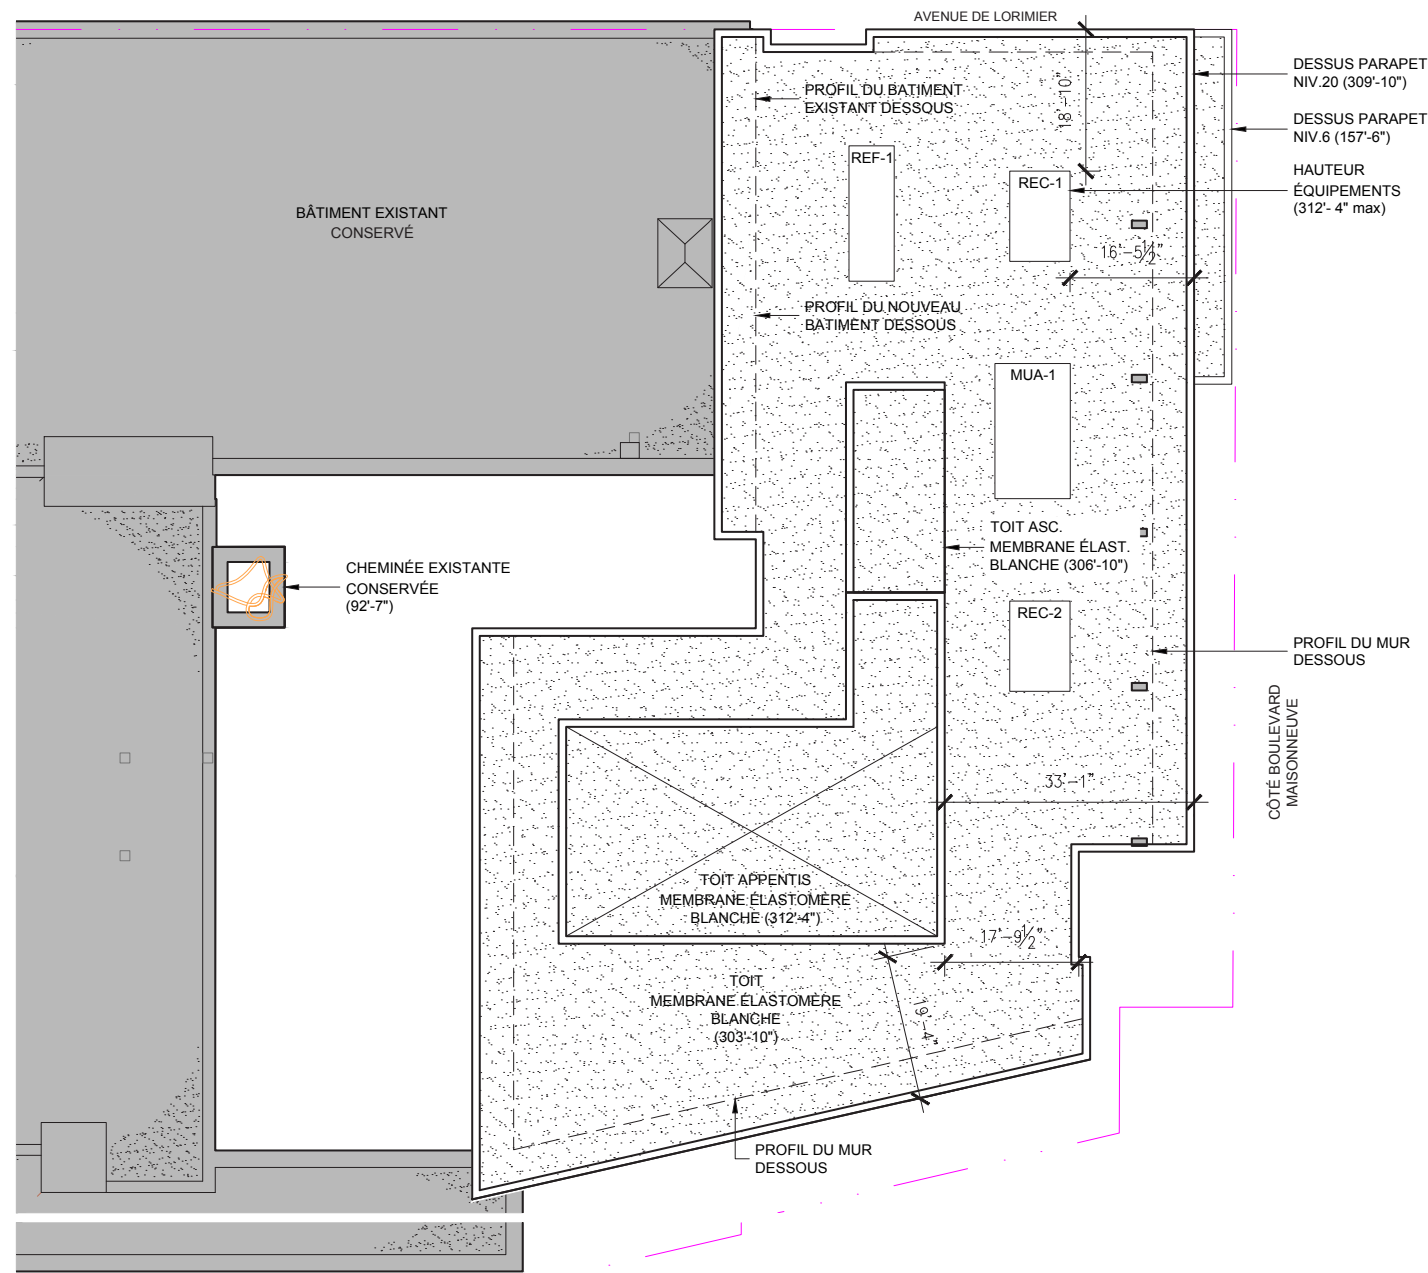 AVENUE DE LORIMIER
DESSUS PARAPET
NIV.20 (309'-10")
DESSUS PARAPET
NIV.6 (157'-6")
HAUTEUR
ÉQUIPEMENTS
(312'- 4" max)
PROFIL DU BATIMENT
EXISTANT DESSOUS
18'-10"
REF-1
REC-1
BÂTIMENT EXISTANT
CONSERVÉ
16'-5½"
PROFIL DU NOUVEAU
BATIMENT DESSOUS
MUA-1
TOIT ASC.
MEMBRANE ÉLAST.
BLANCHE (306'-10")
CHEMINÉE EXISTANTE
CONSERVÉE
(92'-7")
REC-2
PROFIL DU MUR
DESSOUS
CÔTÉ BOULEVARD
MAISONNEUVE
33'-1"
TOIT APPENTIS
MEMBRANE ÉLASTOMÈRE
BLANCHE (312'-4")
17'-9½"
TOIT
MEMBRANE ÉLASTOMÈRE
BLANCHE
(303'-10")
19'-4"
PROFIL DU MUR
DESSOUS